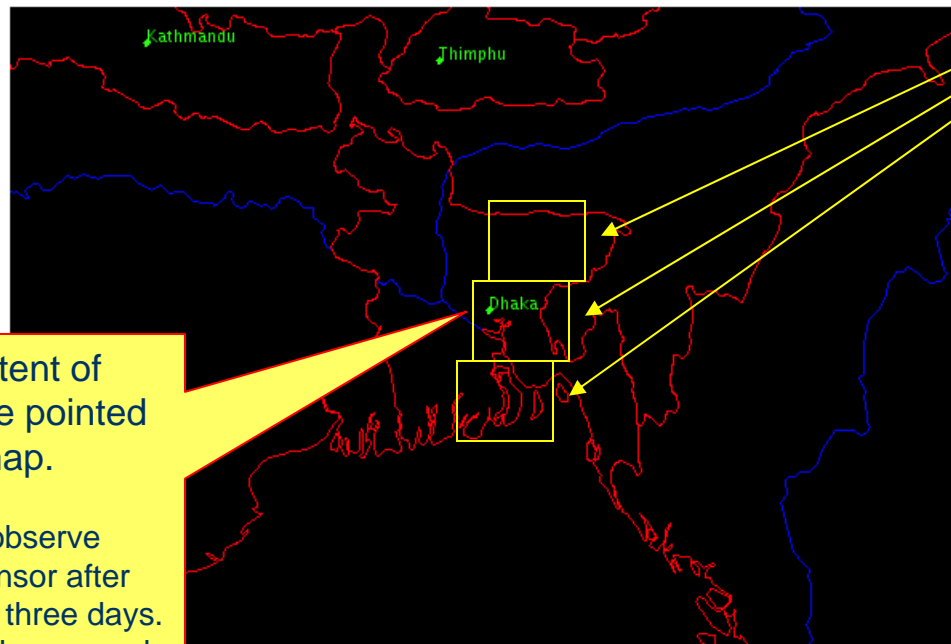 Kathmandu
Thimphu
Dhaka
tent of
e pointed
ap.
observe
nsor after
three days.